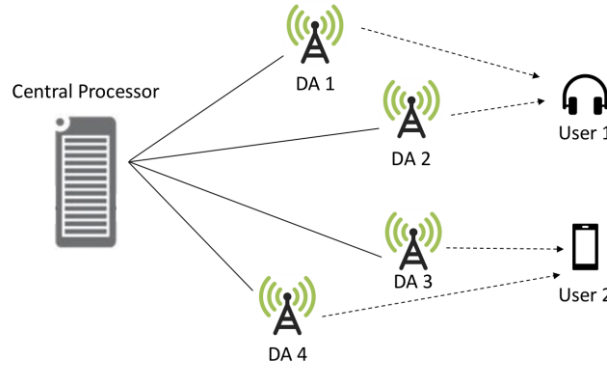 Central Processor
DA 1
DA 2
DA 3
DA 4
User 1
User 2